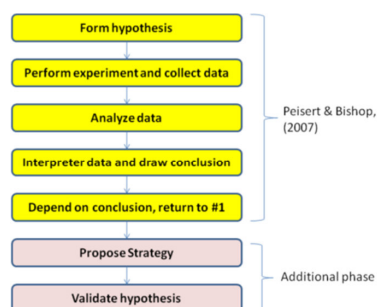 Form hypothesis
Perform experiment and collect data
Analyze data
Interpreter data and draw conclusion
Depend on conclusion, return to #1
Propose Strategy
Validate hypothesis
Peisert & Bishop,
(2007)
Additional phase